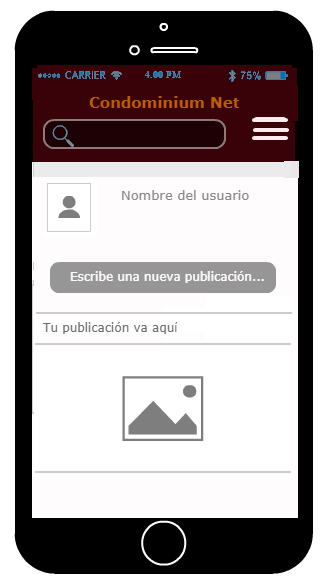 CARRIER 4.00 PM 75%
Condominium Net
Nombre del usuario
Escribe una nueva publicación...
Tu publicación va aquí